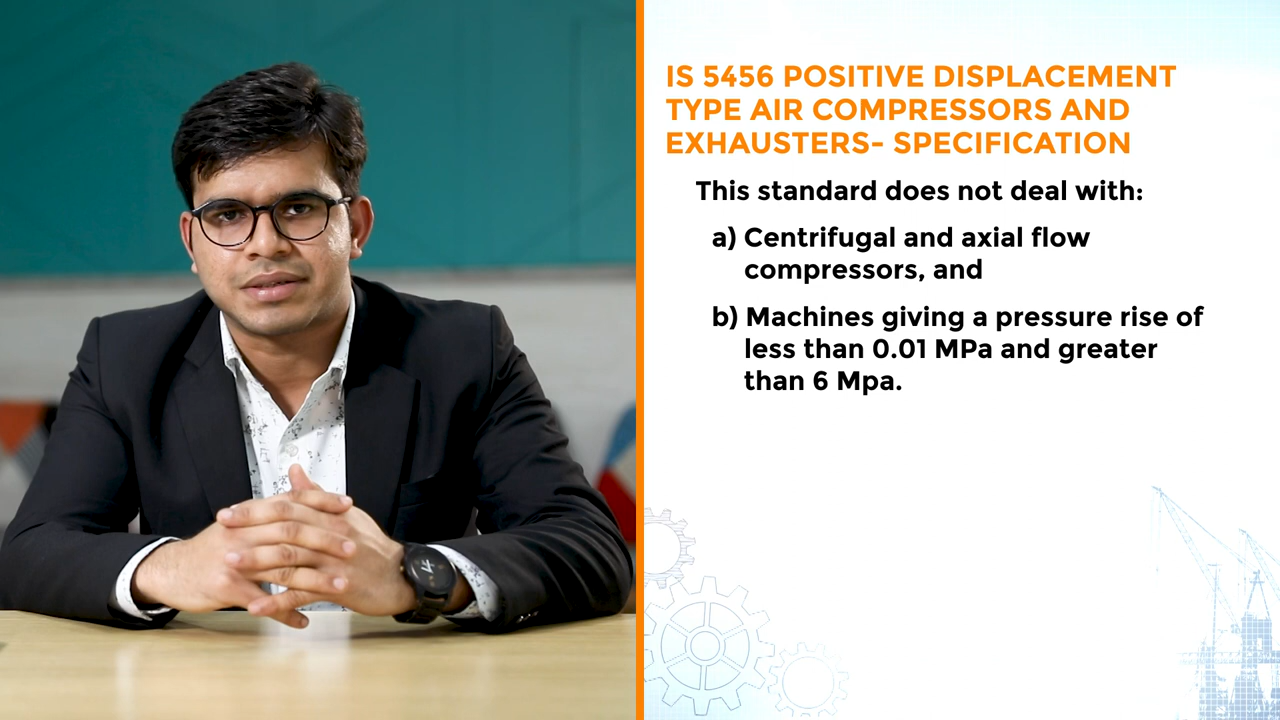 IS 5456 POSITIVE DISPLACEMENT
TYPE AIR COMPRESSORS AND
EXHAUSTERS- SPECIFICATION
This standard does not deal with:
a) Centrifugal and axial flow
compressors, and
b) Machines giving a pressure rise of
less than 0.01 MPa and greater
than 6 Mpa.